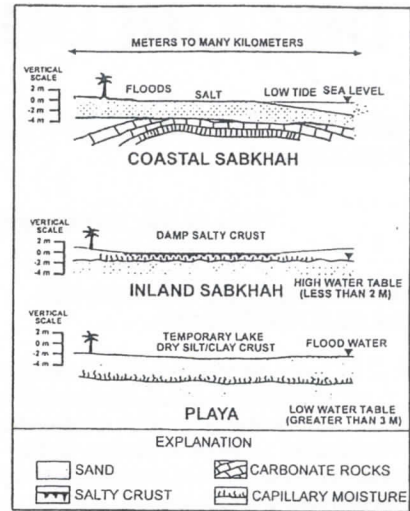 METERS TO MANY KILOMETERS
VERTICAL
SCALE
2 m
0 m
-2 m
-4 m
FLOODS SALT LOW TIDE SEA LEVEL
COASTAL SABKHAH
VERTICAL
SCALE
2 m
0 m
-2 m
-4 m
DAMP SALTY CRUST
INLAND SABKHAH
HIGH WATER TABLE
(LESS THAN 2 M)
VERTICAL
SCALE
2 m
0 m
-2 m
-4 m
TEMPORARY LAKE
DRY SILT/CLAY CRUST
FLOOD WATER
PLAYA
LOW WATER TABLE
(GREATER THAN 3 M)
EXPLANATION
SAND CARBONATE ROCKS
SALTY CRUST CAPILLARY MOISTURE